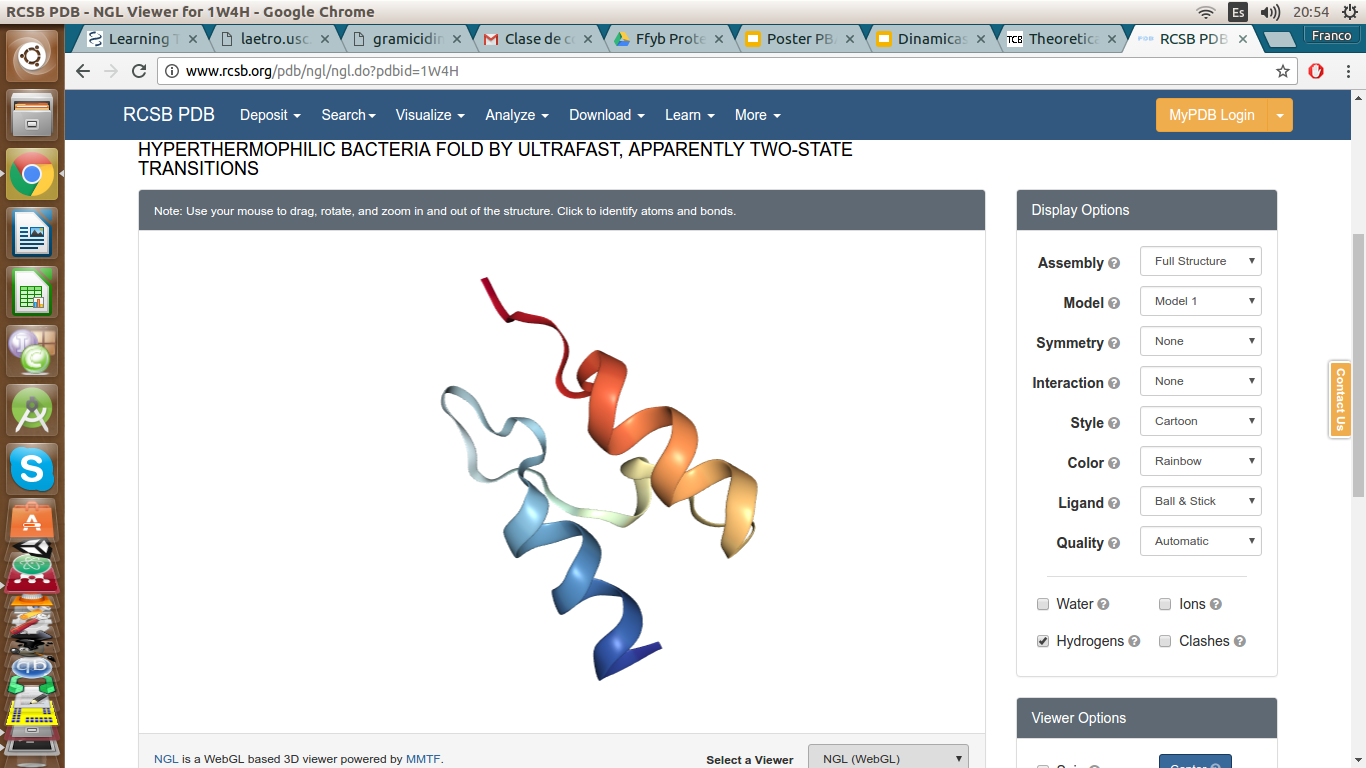 RCSB PDB - NGL Viewer for 1W4H - Google Chrome
Es
20:54
Learning T
laetro.usc.
gramicidin
Clase de c
Ffyb Prote
Poster PBA
Dinamicas
TCB Theoretica
PDB RCSB PDB
Franco
www.rcsb.org/pdb/ngl/ngl.do?pdbid=1W4H
RCSB PDB Deposit Search Visualize Analyze Download Learn More MyPDB Login
HYPERTHERMOPHILIC BACTERIA FOLD BY ULTRAFAST, APPARENTLY TWO-STATE
TRANSITIONS
Note: Use your mouse to drag, rotate, and zoom in and out of the structure. Click to identify atoms and bonds.
Display Options
Assembly ? Full Structure
Model ? Model 1
Symmetry ? None
Interaction ? None
Style ? Cartoon
Color ? Rainbow
Ligand ? Ball & Stick
Quality ? Automatic
Water ? Ions ?
Hydrogens ? Clashes ?
Contact Us
Viewer Options
NGL is a WebGL based 3D viewer powered by MMTF.
Select a Viewer NGL (WebGL)